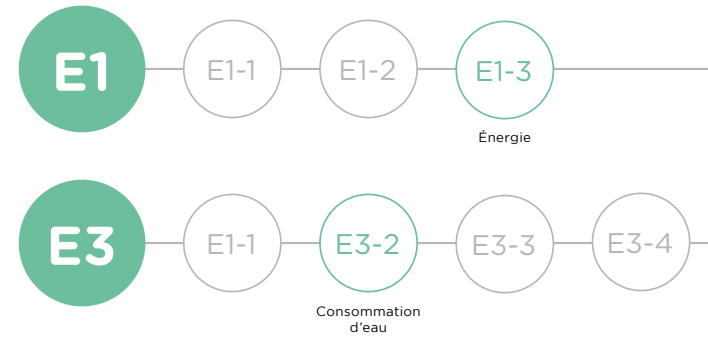 E1 E1-1 E1-2 E1-3
Énergie
E3 E1-1 E3-2 E3-3 E3-4
Consommation
d'eau